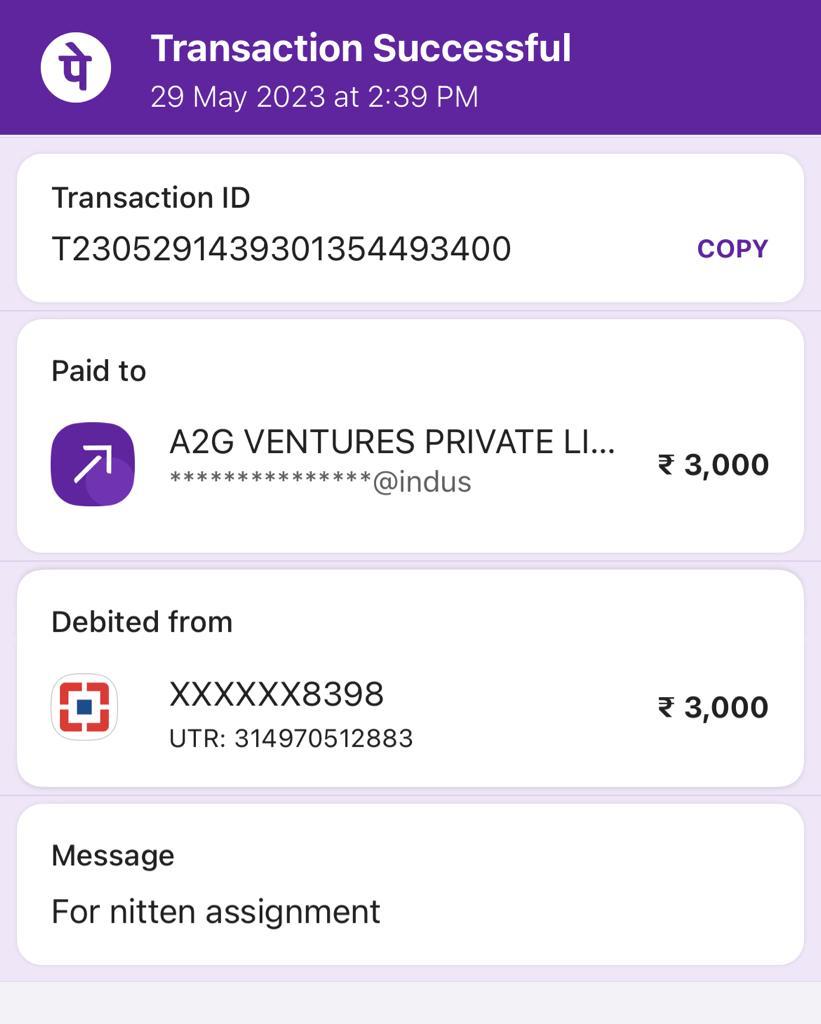 पे
Transaction Successful
29 May 2023 at 2:39 PM
Transaction ID
T2305291439301354493400
COPY
Paid to
A2G VENTURES PRIVATE LI...
***************@indus
₹ 3,000
Debited from
XXXXXX8398
₹ 3,000
UTR: 314970512883
Message
For nitten assignment